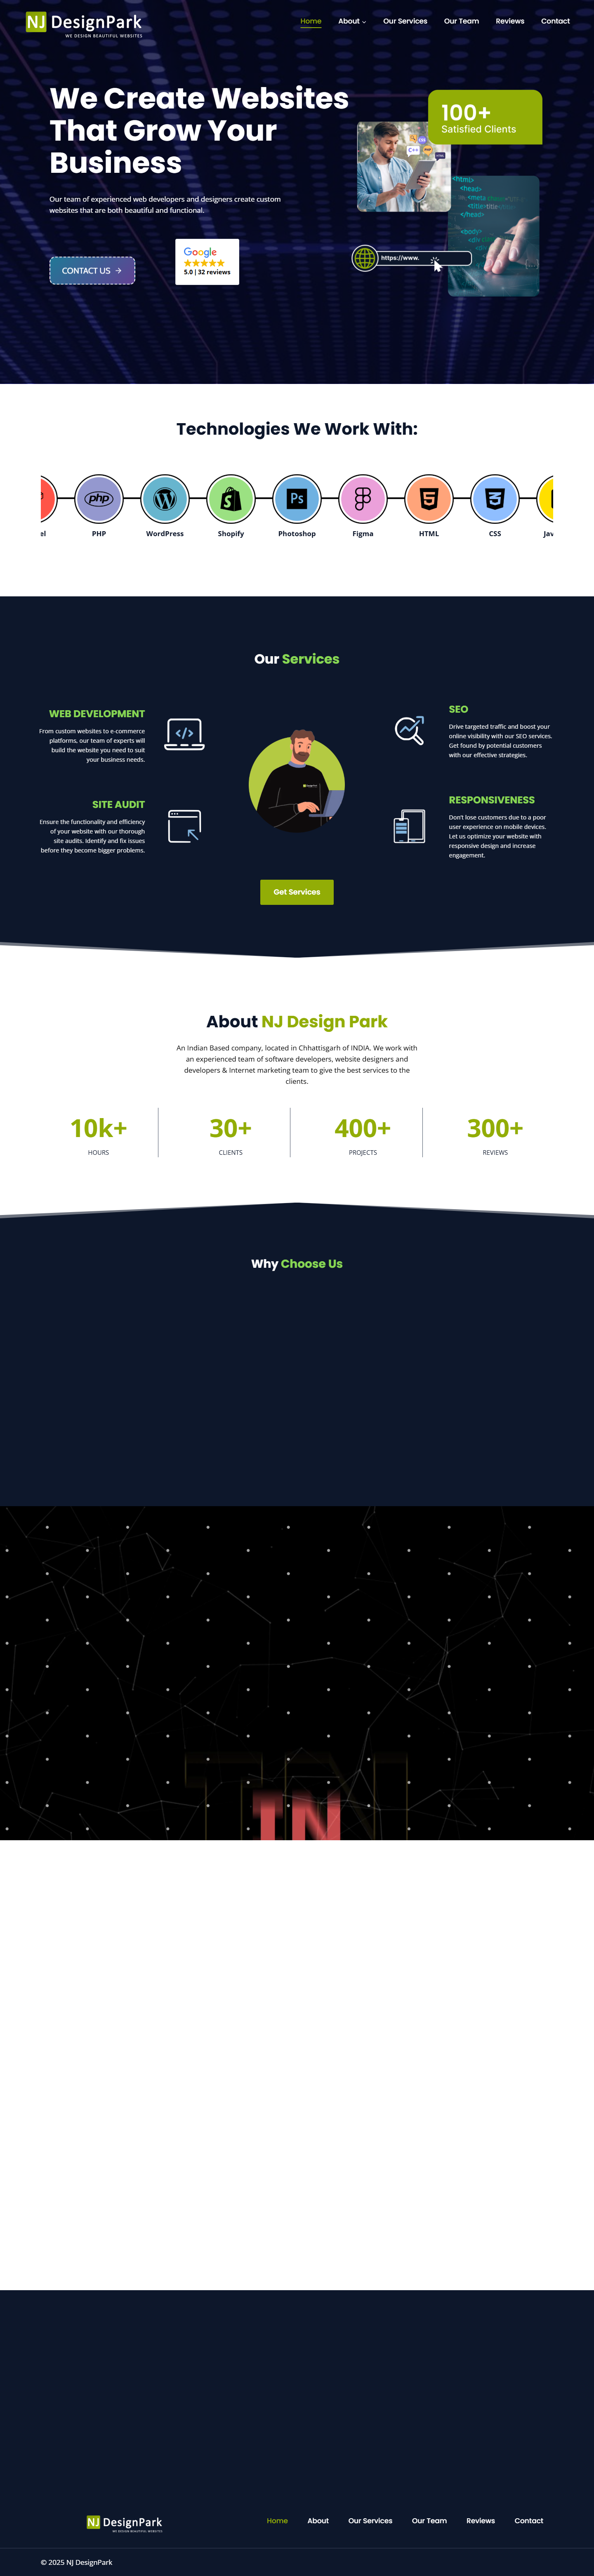 NJ DesignPark
WE DESIGN BEAUTIFUL WEBSITES
Home About Our Services Our Team Reviews Contact
We Create Websites
That Grow Your
Business
Our team of experienced web developers and designers create custom
websites that are both beautiful and functional.
CONTACT US
Google
5.0 | 32 reviews
100+
Satisfied Clients
C++
<html>
<head>
<title>title
</head>
<body>
https://www.
Technologies We Work With:
php
Ps
PHP WordPress Shopify Photoshop Figma HTML CSS
Our Services
WEB DEVELOPMENT
From custom websites to e-commerce
platforms, our team of experts will
build the website you need to suit
your business needs.
SITE AUDIT
Ensure the functionality and efficiency
of your website with our thorough
site audits. Identify and fix issues
before they become bigger problems.
SEO
Drive targeted traffic and boost your
online visibility with our SEO services.
Get found by potential customers
with our effective strategies.
RESPONSIVENESS
Don't lose customers due to a poor
user experience on mobile devices.
Let us optimize your website with
responsive design and increase
engagement.
Get Services
About NJ Design Park
An Indian Based company, located in Chhattisgarh of INDIA. We work with
an experienced team of software developers, website designers and
developers & Internet marketing team to give the best services to the
clients.
10k+
HOURS
30+
CLIENTS
400+
PROJECTS
300+
REVIEWS
Why Choose Us
NJ DesignPark
WE DESIGN BEAUTIFUL WEBSITES
Home About Our Services Our Team Reviews Contact
© 2025 NJ DesignPark